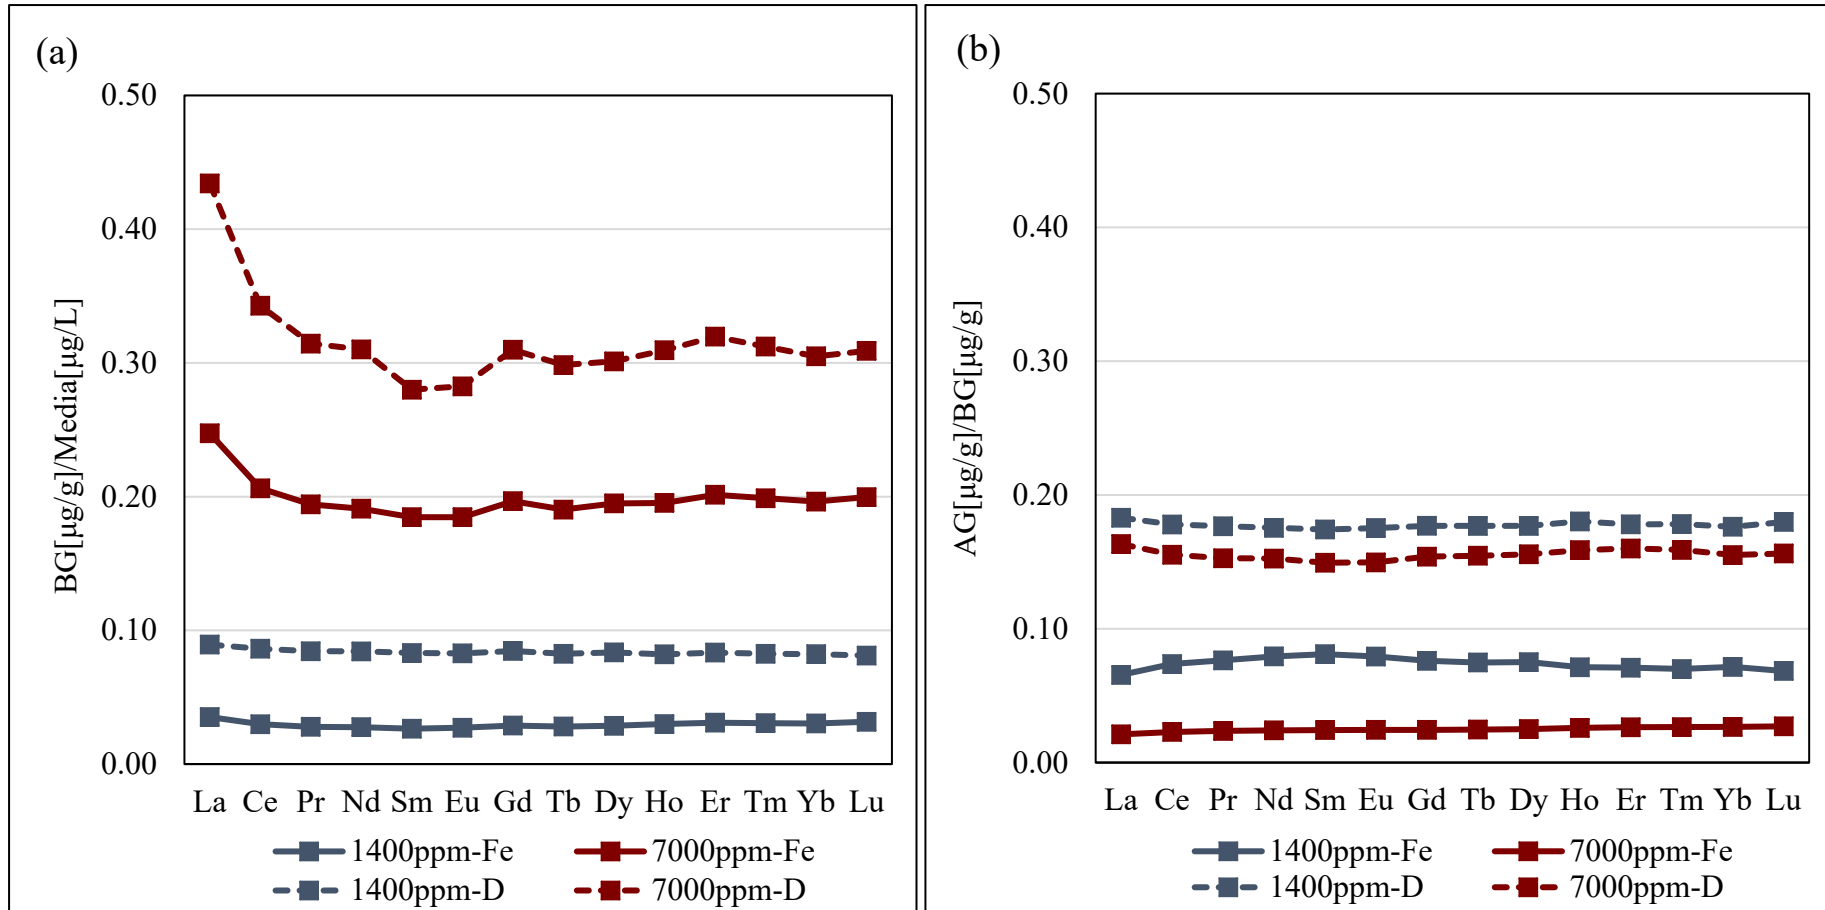 (a)
BG[µg/g]/Media[µg/L]
0.50
0.40
0.30
0.20
0.10
0.00
La Ce Pr Nd Sm Eu Gd Tb Dy Ho Er Tm Yb Lu
1400ppm-Fe 7000ppm-Fe
1400ppm-D 7000ppm-D
(b)
AG[µg/g]/BG[µg/g]
0.50
0.40
0.30
0.20
0.10
0.00
La Ce Pr Nd Sm Eu Gd Tb Dy Ho Er Tm Yb Lu
1400ppm-Fe 7000ppm-Fe
1400ppm-D 7000ppm-D